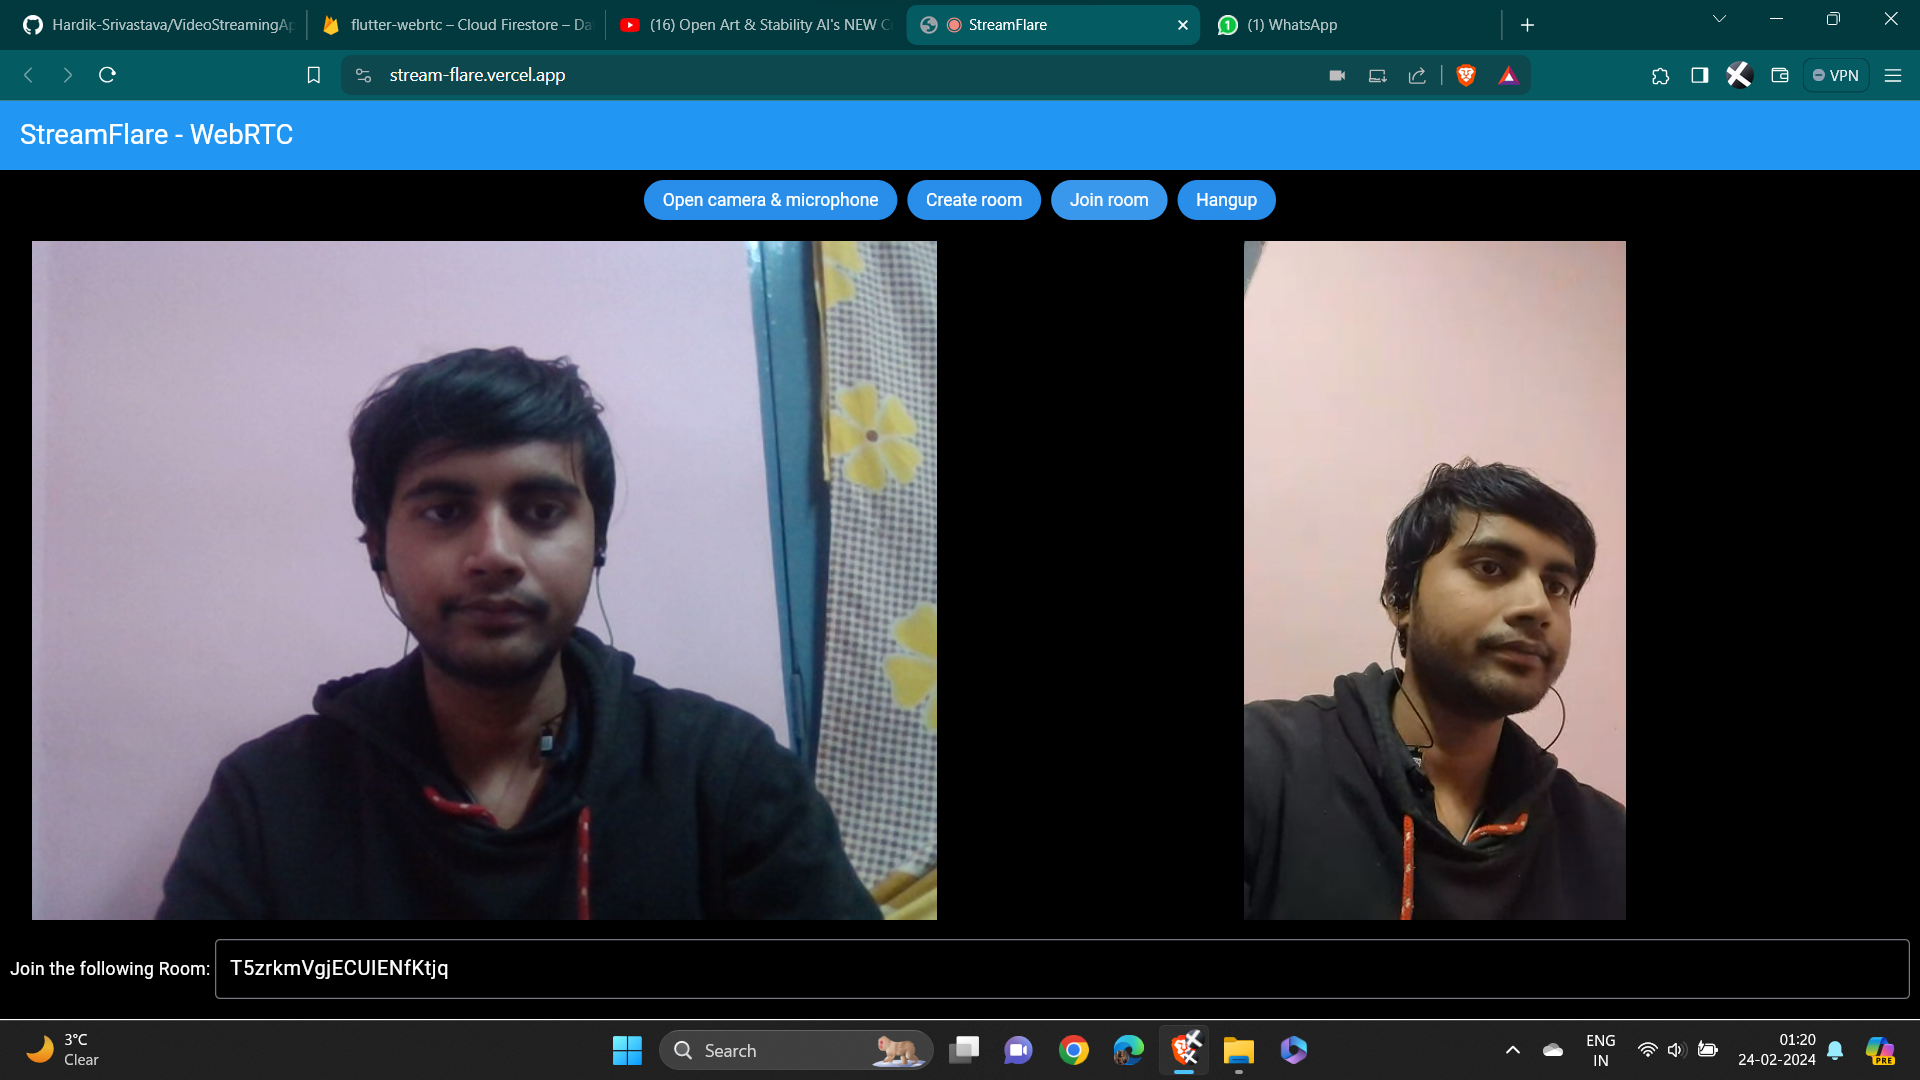 Hardik-Srivastava/VideoStreamingAp
flutter-webrtc – Cloud Firestore – Da
(16) Open Art & Stability AI's NEW C
StreamFlare
1
(1) WhatsApp
stream-flare.vercel.app
VPN
StreamFlare - WebRTC
Open camera & microphone
Create room
Join room
Hangup
Join the following Room:
T5zrkmVgjECUIENfKtjq
3°C
Clear
Search
ENG
IN
01:20
24-02-2024
PRE